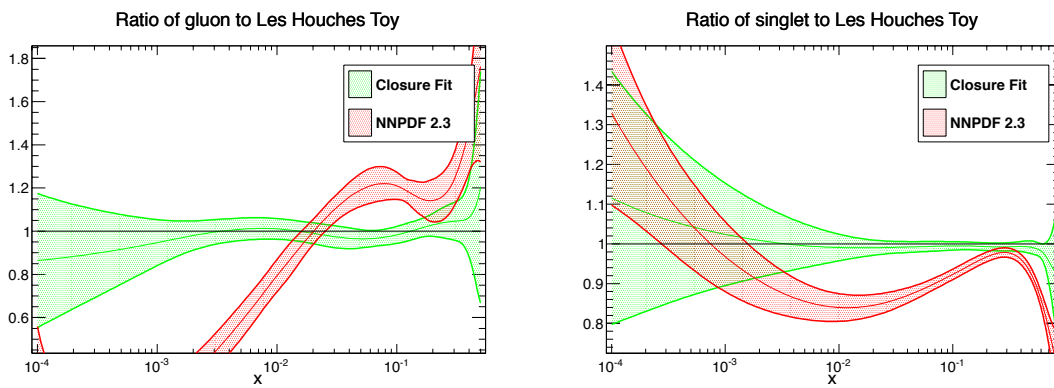 Ratio of gluon to Les Houches Toy
1.8
1.6
1.4
1.2
1
0.8
0.6
Closure Fit
NNPDF 2.3
10-4
10-3
10-2
10-1
x
Ratio of singlet to Les Houches Toy
1.4
1.3
1.2
1.1
1
0.9
0.8
Closure Fit
NNPDF 2.3
10-4
10-3
10-2
10-1
x